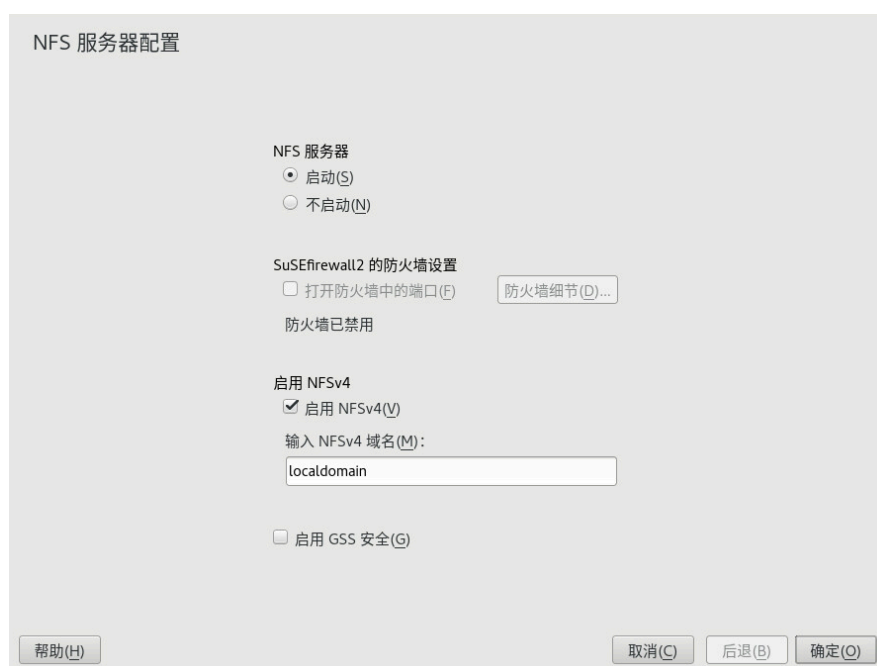 NFS 服务器配置
NFS 服务器
启动(S)
不启动(N)
SuSEfirewall2 的防火墙设置
打开防火墙中的端口(F)
防火墙细节(D)...
防火墙已禁用
启用 NFSv4
启用 NFSv4(V)
输入 NFSv4 域名(M)：
localdomain
启用 GSS 安全(G)
帮助(H)
取消(C)
后退(B)
确定(O)